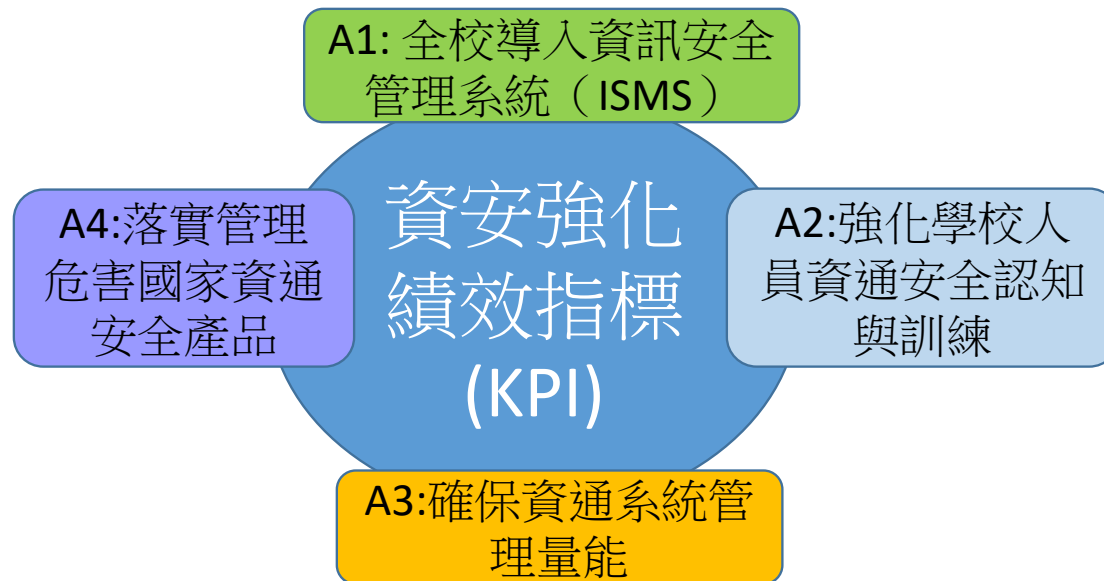 A1: 全校導入資訊安全
管理系統（ISMS）
資安強化
績效指標
(KPI)
A4:落實管理
危害國家資通
安全產品
A2:強化學校人
員資通安全認知
與訓練
A3:確保資通系統管
理量能